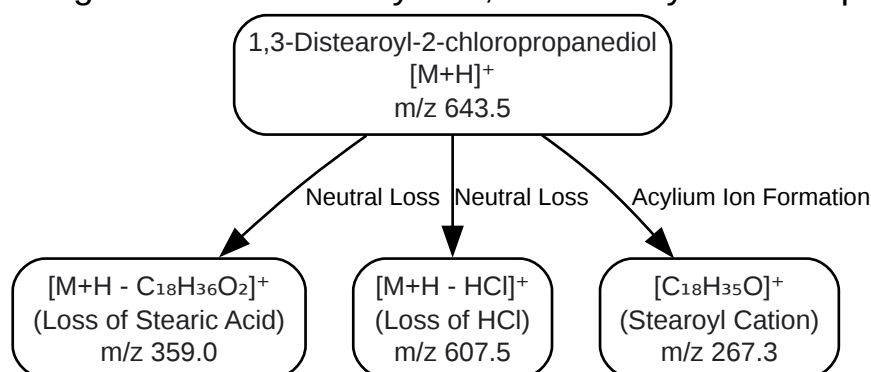 1,3-Distearoyl-2-chloropropanediol
[M+H]⁺
m/z 643.5
Neutral Loss
Neutral Loss
Acylium Ion Formation
[M+H - C₁₈H₃₆O₂]⁺
(Loss of Stearic Acid)
m/z 359.0
[M+H - HCl]⁺
(Loss of HCl)
m/z 607.5
[C₁₈H₃₅O]⁺
(Stearoyl Cation)
m/z 267.3